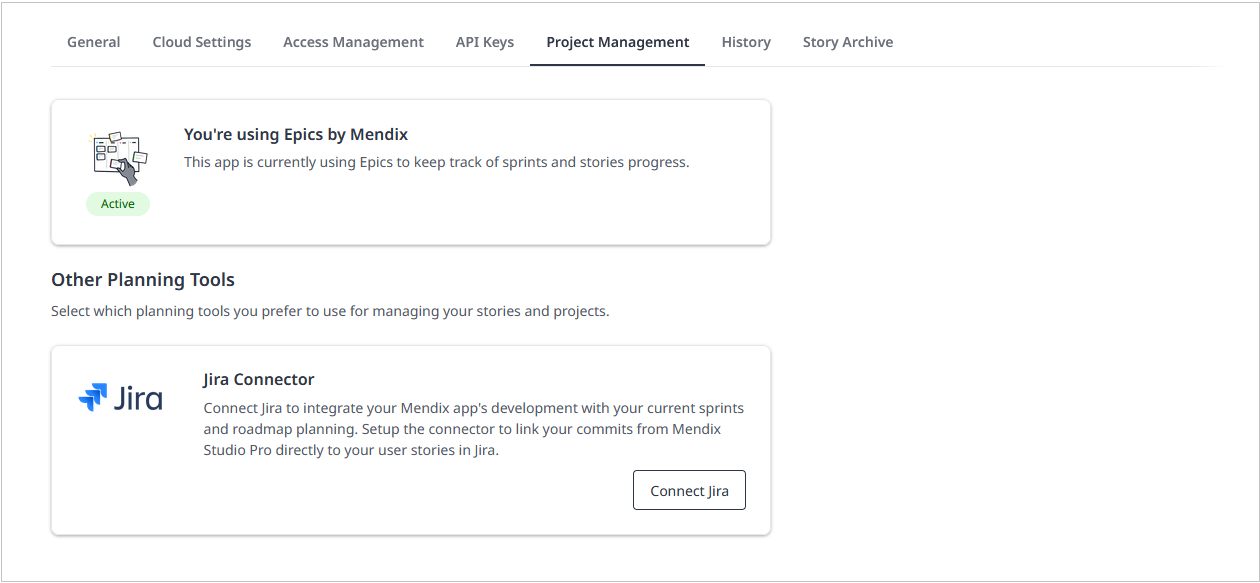 General Cloud Settings Access Management API Keys Project Management History Story Archive
You're using Epics by Mendix
This app is currently using Epics to keep track of sprints and stories progress.
Active
Other Planning Tools
Select which planning tools you prefer to use for managing your stories and projects.
Jira
Jira Connector
Connect Jira to integrate your Mendix app's development with your current sprints
and roadmap planning. Setup the connector to link your commits from Mendix
Studio Pro directly to your user stories in Jira.
Connect Jira